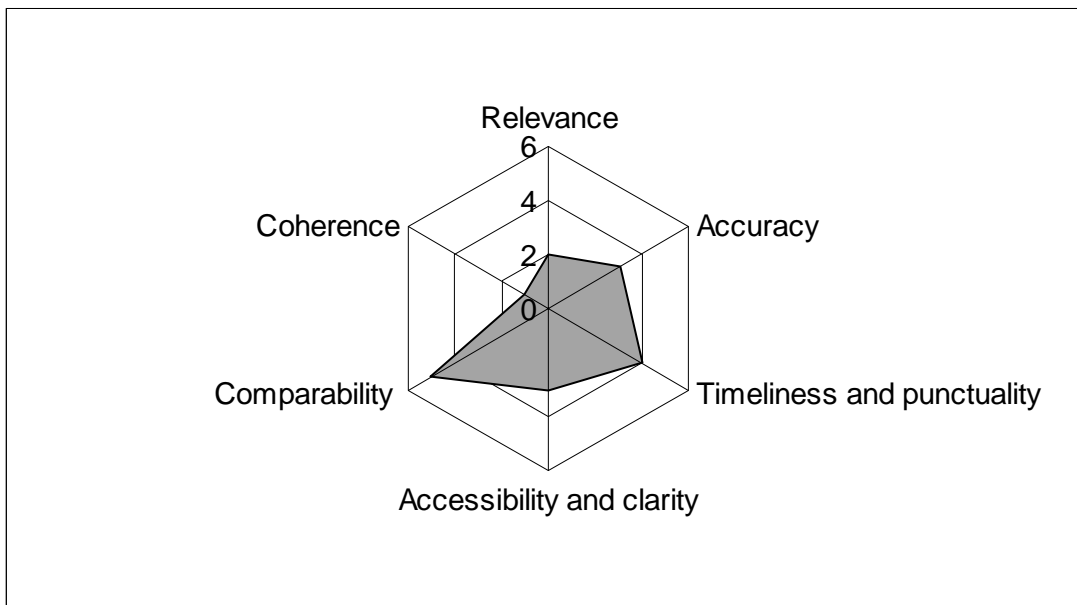 Relevance
6
4
2
0
Coherence
Accuracy
Comparability
Timeliness and punctuality
Accessibility and clarity